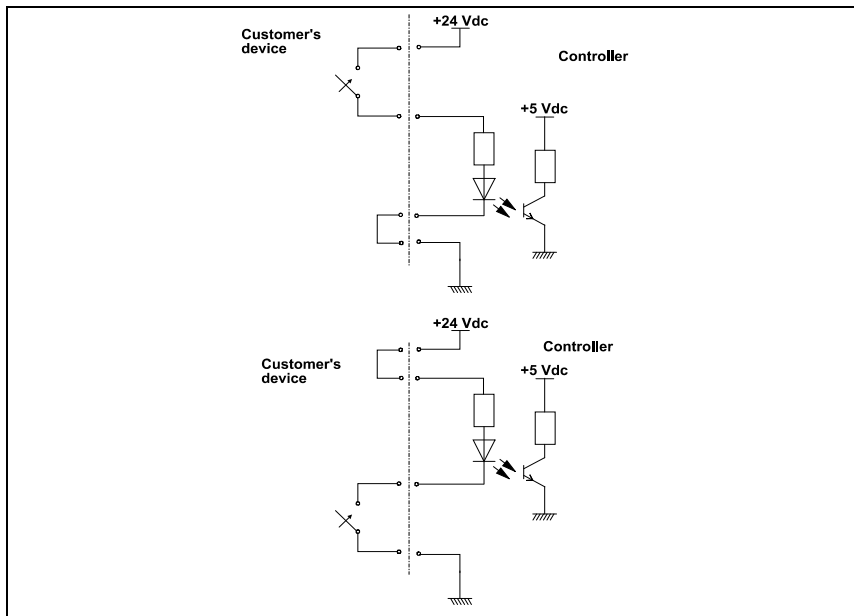 +24 Vdc
Customer's
device
Controller
+5 Vdc
+24 Vdc
Customer's
device
Controller
+5 Vdc